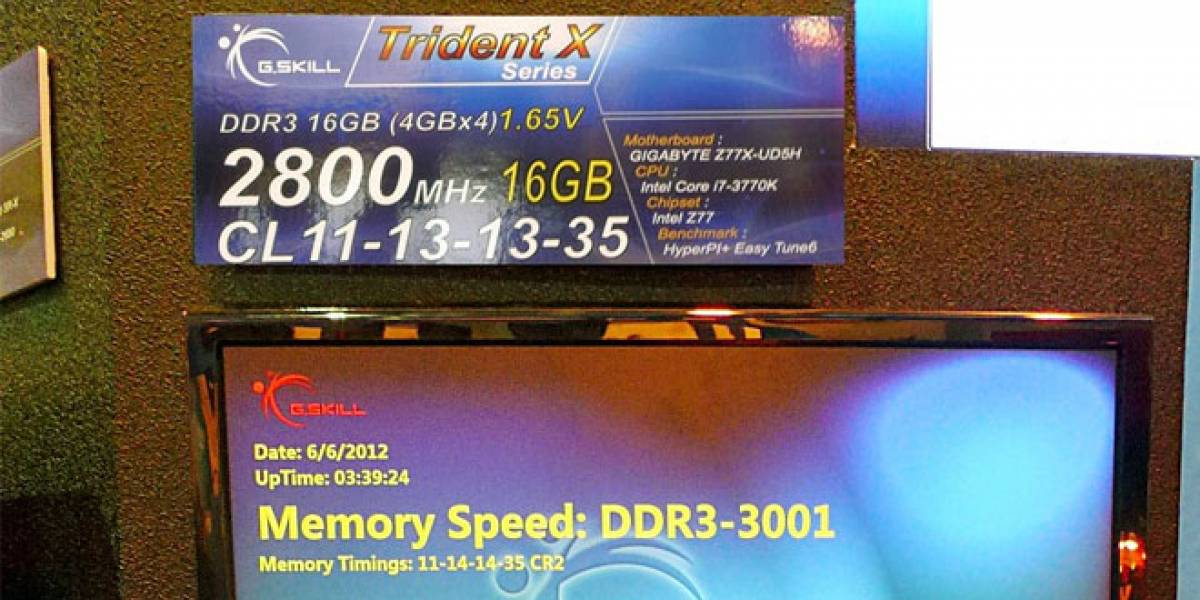 G.SKILL
Trident X
Series
DDR3 16GB (4GBx4) 1.65V
2800 MHz 16GB
CL11-13-13-35
Motherboard :
GIGABYTE Z77X-UD5H
CPU :
Intel Core i7-3770K
Chipset :
Intel Z77
Benchmark :
HyperPI+ Easy Tune6
G.SKILL
Date: 6/6/2012
UpTime: 03:39:24
Memory Speed: DDR3-3001
Memory Timings: 11-14-14-35 CR2